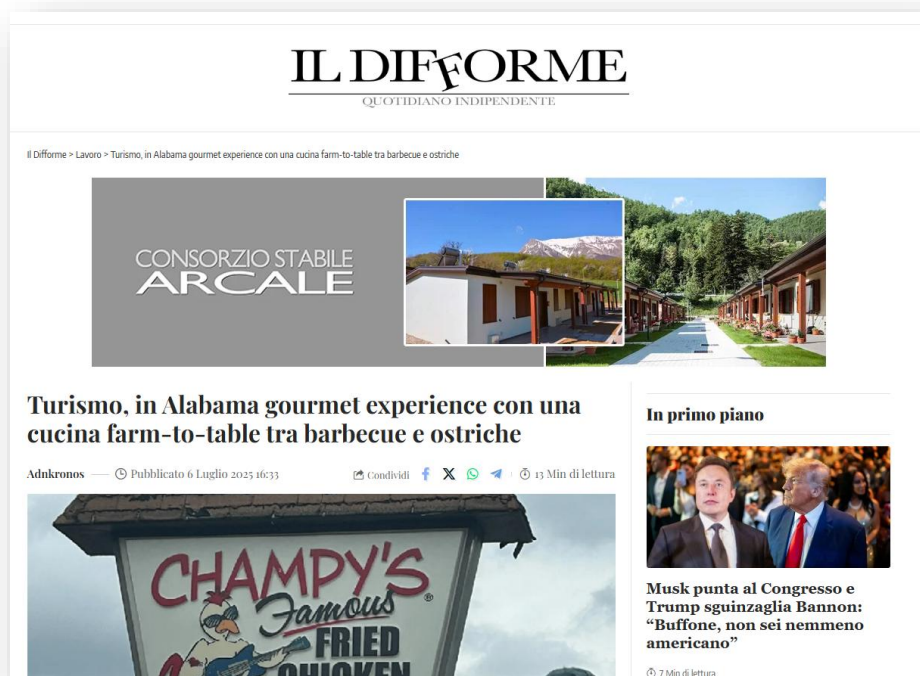 IL DIFFORME
QUOTIDIANO INDIPENDENTE
Il Difforme > Lavoro > Turismo, in Alabama gourmet experience con una cucina farm-to-table tra barbecue e ostriche
CONSORZIO STABILE
ARCALE
Turismo, in Alabama gourmet experience con una
cucina farm-to-table tra barbecue e ostriche
Adnkronos
Pubblicato 6 Luglio 2025 16:33
Condividi
13 Min di lettura
CHAMPY'S
Famous
FRIED
CHICKEN
In primo piano
Musk punta al Congresso e
Trump sguinzaglia Bannon:
“Buffone, non sei nemmeno
americano”
7 Min di lettura